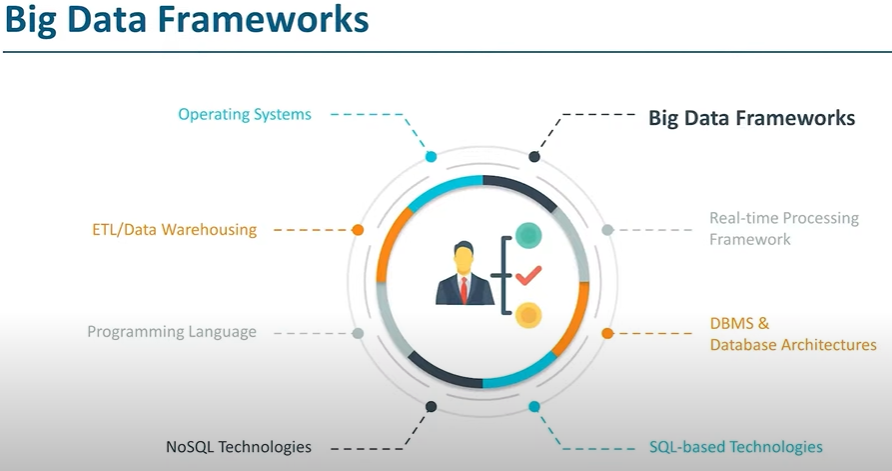 Big Data Frameworks
Operating Systems
Big Data Frameworks
ETL/Data Warehousing
Real-time Processing
Framework
Programming Language
DBMS &
Database Architectures
NoSQL Technologies
SQL-based Technologies